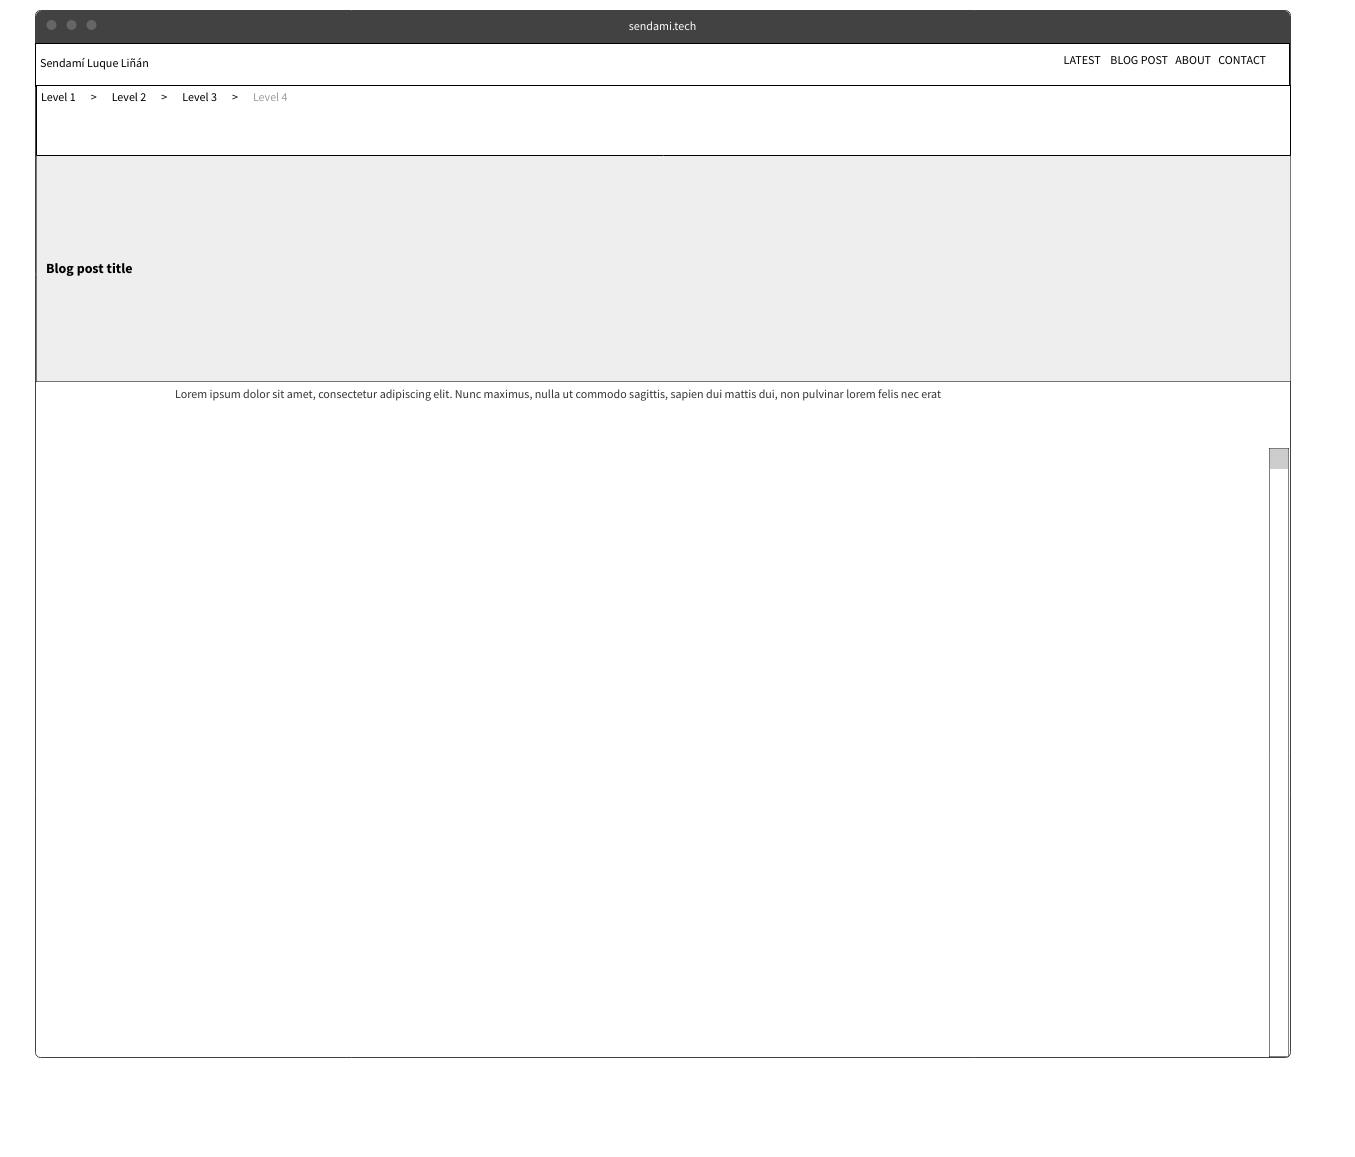 sendami.tech
Sendamí Luque Liñán
LATEST BLOG POST ABOUT CONTACT
Level 1 > Level 2 > Level 3 > Level 4
Blog post title
Lorem ipsum dolor sit amet, consectetur adipiscing elit. Nunc maximus, nulla ut commodo sagittis, sapien dui mattis dui, non pulvinar lorem felis nec erat